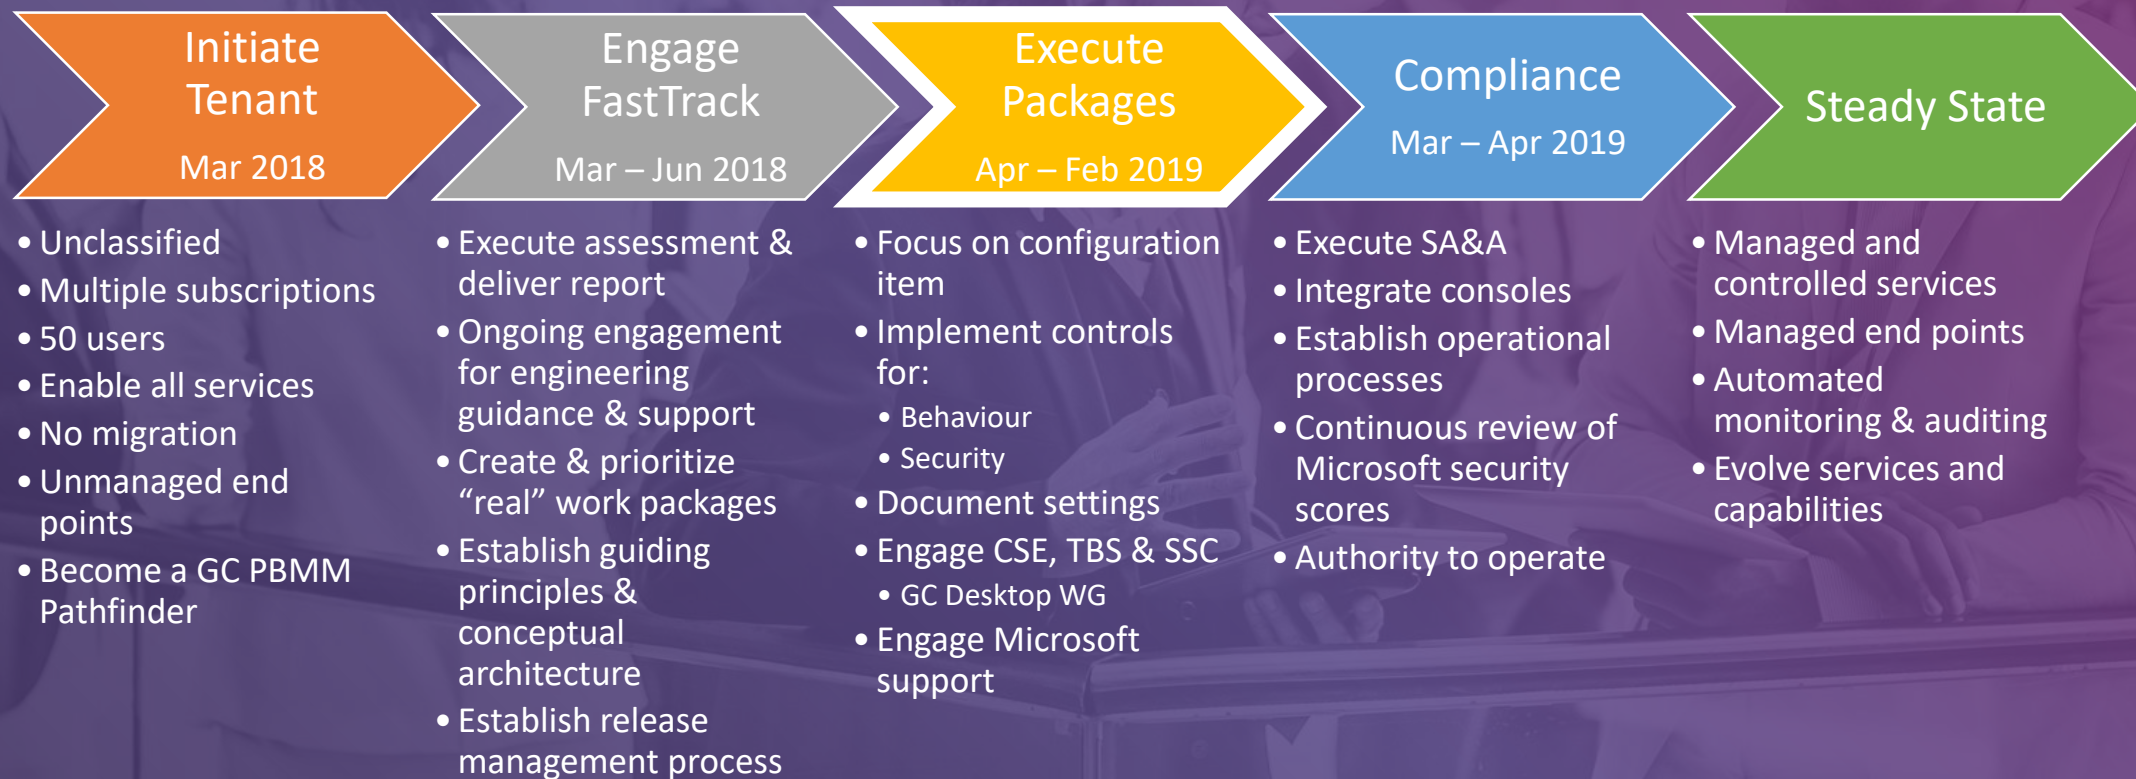 Initiate
Tenant
Mar 2018
• Unclassified
• Multiple subscriptions
• 50 users
• Enable all services
• No migration
• Unmanaged end
points
• Become a GC PBMM
Pathfinder
Engage
FastTrack
Mar – Jun 2018
• Execute assessment &
deliver report
• Ongoing engagement
for engineering
guidance & support
• Create & prioritize
“real” work packages
• Establish guiding
principles &
conceptual
architecture
• Establish release
management process
Execute
Packages
Apr – Feb 2019
• Focus on configuration
item
• Implement controls
for:
• Behaviour
• Security
• Document settings
• Engage CSE, TBS & SSC
• GC Desktop WG
• Engage Microsoft
support
Compliance
Mar – Apr 2019
• Execute SA&A
• Integrate consoles
• Establish operational
processes
• Continuous review of
Microsoft security
scores
• Authority to operate
Steady State
• Managed and
controlled services
• Managed end points
• Automated
monitoring & auditing
• Evolve services and
capabilities